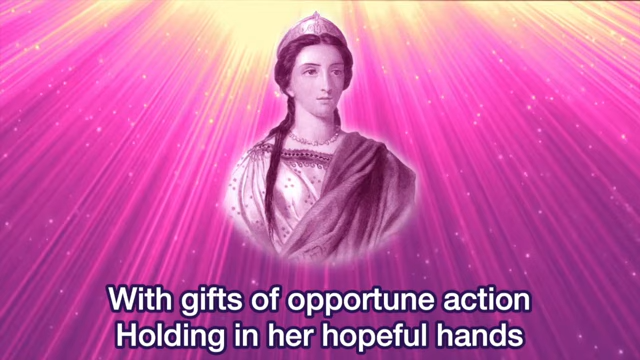 With gifts of opportune action
Holding in her hopeful hands